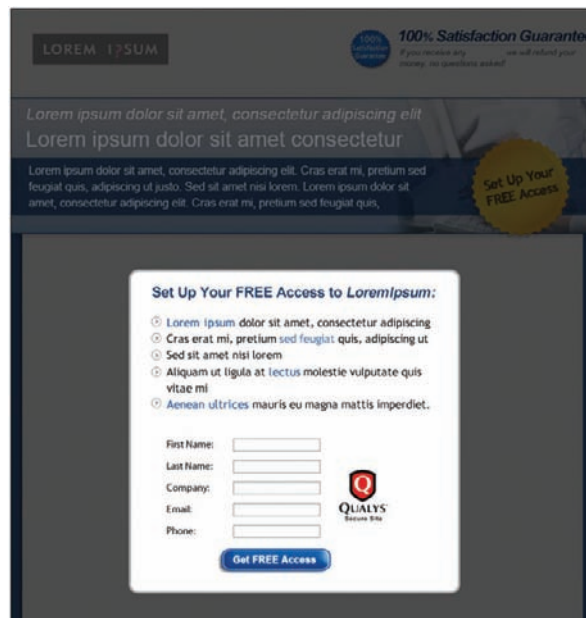 LOREM I?SUM
100% Satisfaction Guarantee
100%
Satisfaction
Guarantee
If you receive any we will refund your
money, no questions asked!
Lorem ipsum dolor sit amet, consectetur adipiscing elit
Lorem ipsum dolor sit amet consectetur
Lorem ipsum dolor sit amet, consectetur adipiscing elit. Cras erat mi, pretium sed
feugiat quis, adipiscing ut justo. Sed sit amet nisi lorem. Lorem ipsum dolor sit
amet, consectetur adipiscing elit. Cras erat mi, pretium sed feugiat quis,
Set Up Your
FREE Access
Set Up Your FREE Access to LoremIpsum:
Lorem ipsum dolor sit amet, consectetur adipiscing
Cras erat mi, pretium sed feugiat quis, adipiscing ut
Sed sit amet nisi lorem
Aliquam ut ligula at lectus molestie vulputate quis
vitae mi
Aenean ultrices mauris eu magna mattis imperdiet.
First Name:
Last Name:
Company:
Email:
Phone:
Q
QUALYS
Secure Site
Get FREE Access